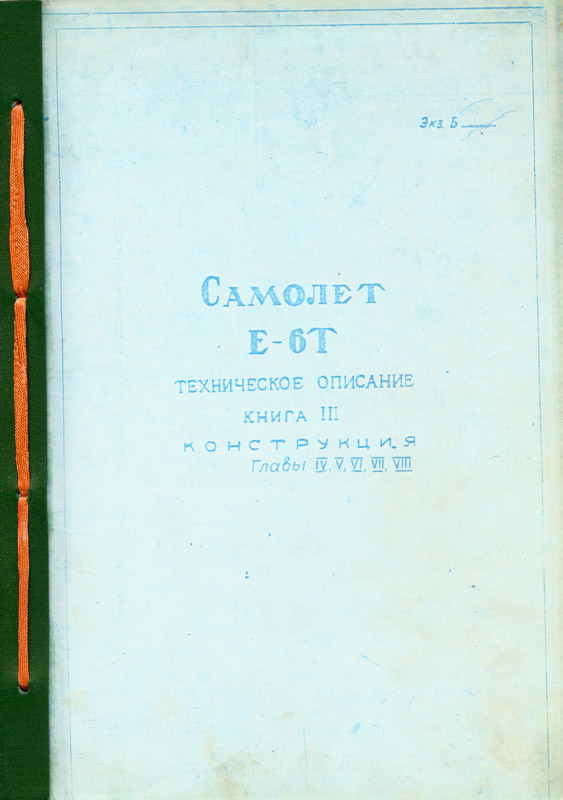 Экз. Б
Самолет
Е-6Т
ТЕХНИЧЕСКОЕ ОПИСАНИЕ
КНИГА III
КОНСТРУКЦИЯ
Главы IV, V, VI, VII, VIII